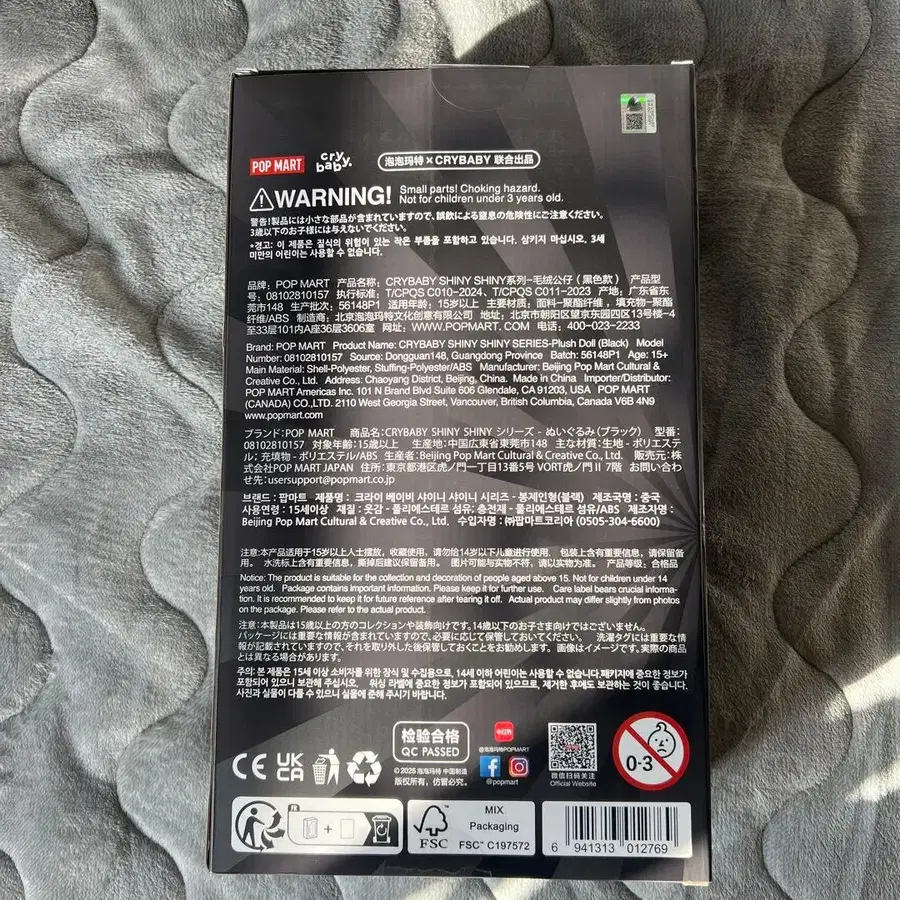 POP MART
cry baby.
泡泡玛特×CRYBABY 联合出品
WARNING! Small parts! Choking hazard.
Not for children under 3 years old.
警告!製品には小さな部品が含まれていますので、誤飲による窒息の危険性にご注意ください。
3歳以下のお子様には与えないでください。
*경고: 이 제품은 질식의 위험이 있는 작은 부품을 포함하고 있습니다. 삼키지 마십시오. 3세
미만의 어린이는 사용할 수 없습니다.
品牌：POP MART 产品名称：CRYBABY SHINY SHINY系列-毛绒公仔（黑色款） 产品型
号：08102810157 执行标准：T/CPQS C010-2024、T/CPQS C011-2023 产地：广东省东
莞市148 生产批次：56148P1 适用年龄：15岁以上 主要材质：面料-聚酯纤维，填充物-聚酯
纤维/ABS 制造商：北京泡泡玛特文化创意有限公司 地址：北京市朝阳区望京东园四区13号楼-4
至33层101内A座36层3606室 网址：WWW.POPMART.COM 电话：400-023-2233
Brand: POP MART Product Name: CRYBABY SHINY SHINY SERIES-Plush Doll (Black) Model
Number: 08102810157 Source: Dongguan148, Guangdong Province Batch: 56148P1 Age: 15+
Main Material: Shell-Polyester, Stuffing-Polyester/ABS Manufacturer: Beijing Pop Mart Cultural &
Creative Co., Ltd. Address: Chaoyang District, Beijing, China. Made in China Importer/Distributor:
POP MART Americas Inc. 101 N Brand Blvd Suite 606 Glendale, CA 91203, USA POP MART
(CANADA) CO.,LTD. 2110 West Georgia Street, Vancouver, British Columbia, Canada V6B 4N9
www.popmart.com
ブランド：POP MART 商品名：CRYBABY SHINY SHINY シリーズ - ぬいぐるみ（ブラック） 型番：
08102810157 対象年齢：15歳以上 生産地：中国広東省東莞市148 主な材質：生地 - ポリエステ
ル；充填物 - ポリエステル/ABS 生産者：Beijing Pop Mart Cultural & Creative Co., Ltd. 販売元：株
式会社POP MART JAPAN 住所：東京都港区虎ノ門一丁目13番5号 VORT虎ノ門II 7階 お問い合わ
せ先：usersupport@popmart.co.jp
브랜드 : 팝마트 제품명 : 크라이 베이비 샤이니 샤이니 시리즈 - 봉제인형(블랙) 제조국명 : 중국
사용연령 : 15세이상 재질 : 옷감 - 폴리에스테르 섬유; 충전재 - 폴리에스테르 섬유/ABS 제조자명 :
Beijing Pop Mart Cultural & Creative Co., Ltd. 수입자명 : ㈜팝마트코리아 (0505-304-6600)
注意:本产品适用于15岁以上人士摆放，收藏使用，请勿给14岁以下儿童进行使用。 包装上含有重要信息，请保留备
用。 水洗标上含有重要信息，撕掉后建议保留备用。 图片可能与实物不符，请以实物为准。 产品等级：合格品
Notice: The product is suitable for the collection and decoration of people aged above 15. Not for children under 14
years old. Package contains important information. Please keep it for further use. Care label bears crucial informa-
tion. It is recommended to keep it for future reference after tearing it off. Actual product may differ slightly from photos
on the package. Please refer to the actual product.
注意：本製品は15歳以上の方のコレクションや装飾向けです。14歳以下のお子さま向けではございません。
パッケージには重要な情報が含まれていますので、必要に応じて保管しておいてください。 洗濯タグには重要な情
報が記載されていますので、それを取り外した後保管しておくことをお勧めします。画像はイメージです。実際の商品
とは異なる場合があります。
주의: 본 제품은 15세 이상 소비자를 위한 장식 및 수집용으로, 14세 이하 어린이는 사용할 수 없습니다.패키지에 중요한 정보가
포함되어 있으니 보관해 주십시오. 워싱 라벨에 중요한 정보가 포함되어 있으므로, 제거한 후에도 보관하는 것이 좋습니다.
사진과 실물이 다를 수 있으니 실물에 준해 주시기 바랍니다.
CE UK CA
检验合格
QC PASSED
© 2025 泡泡玛特 中国制造
版权所有，仿冒必究。
小红书
@泡泡玛特POPMART
@popmart
微信扫码关注
Official Website
0-3
FR
+
FSC
MIX
Packaging
FSC™ C197572
6 941313 012769